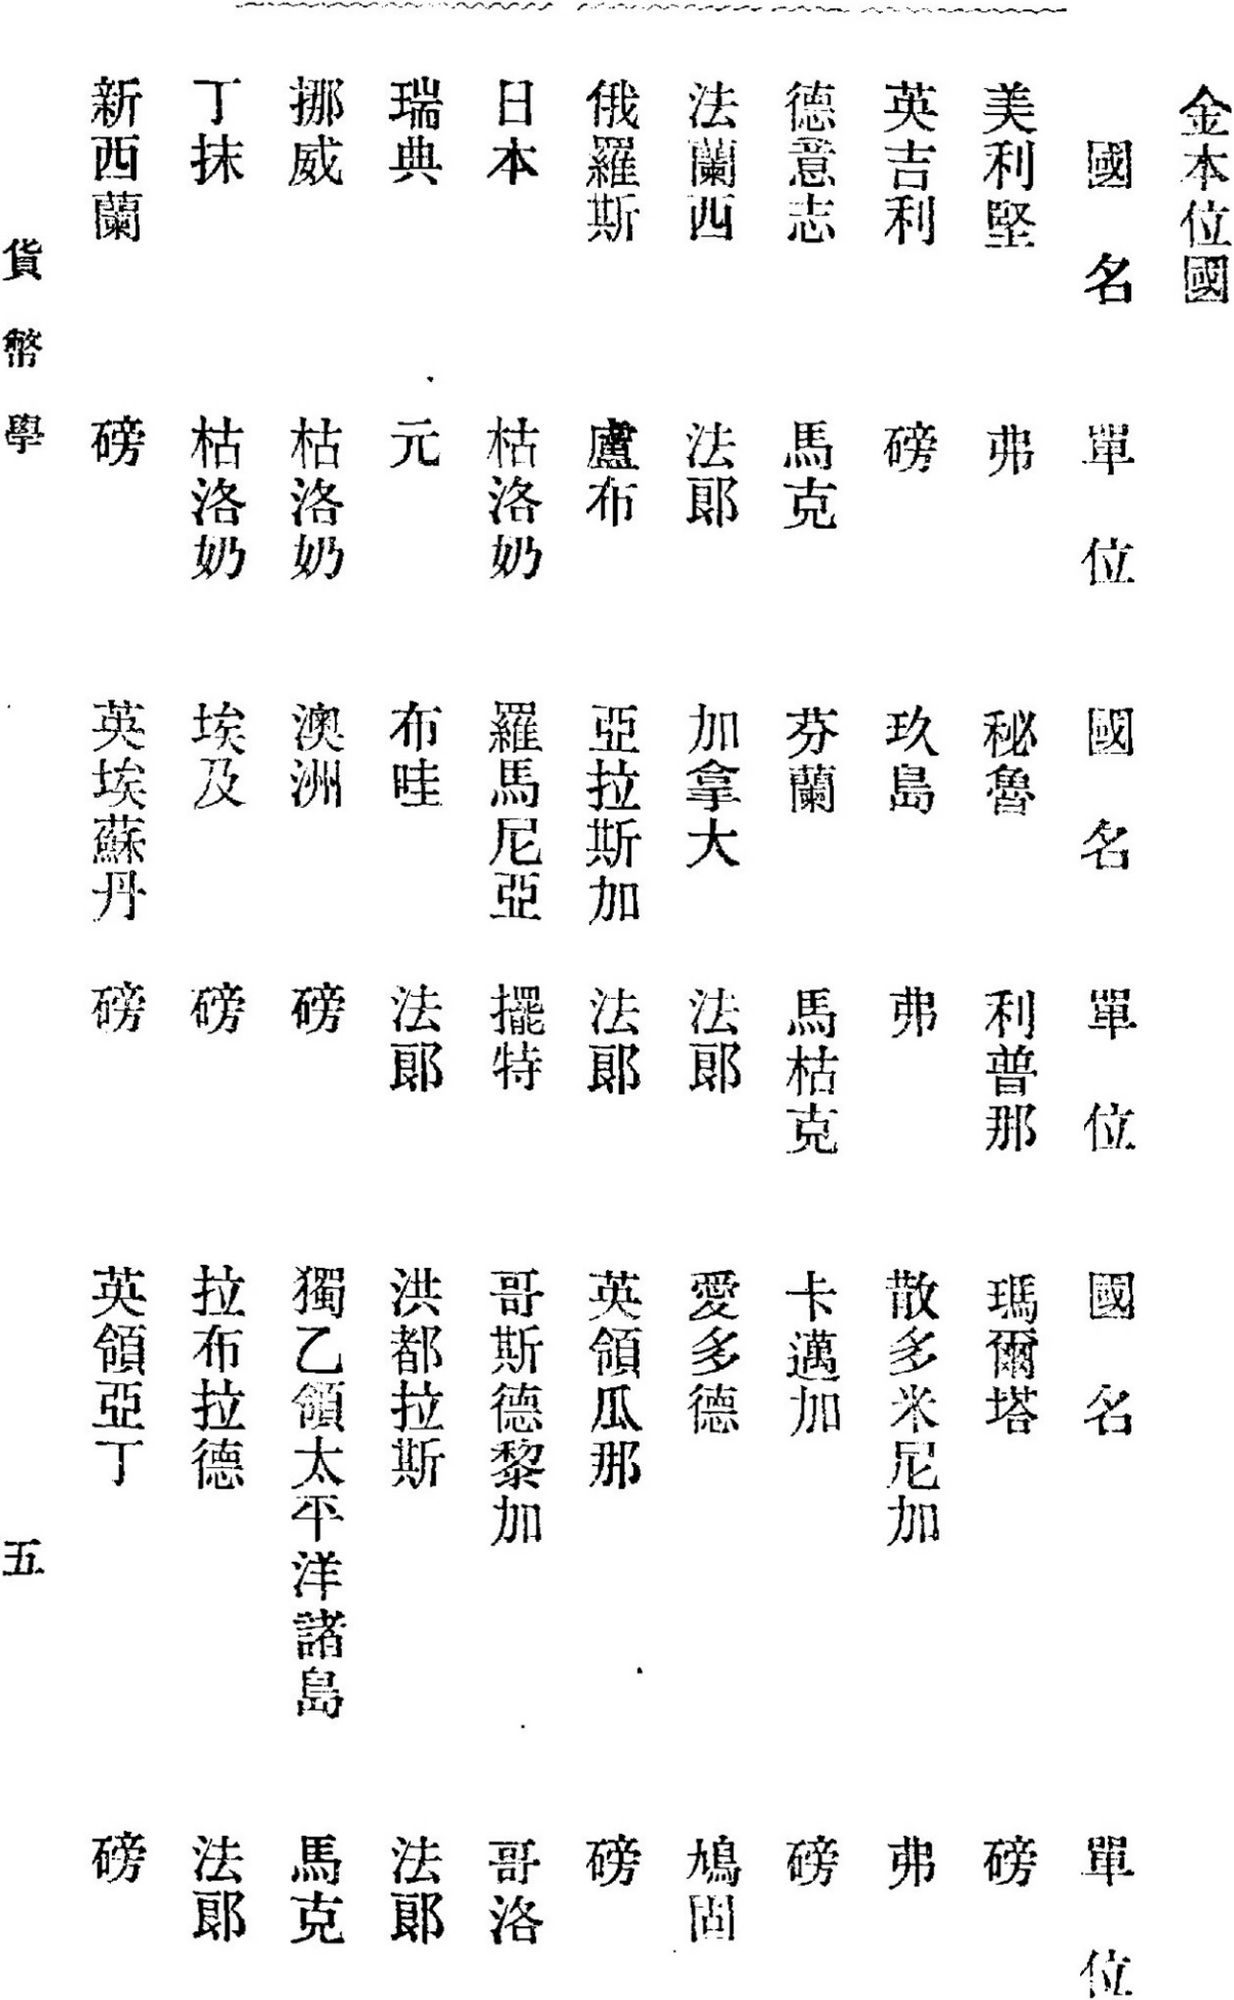 金本位國
國名 單位 國名 單位 國名 單位
美利堅 弗 秘魯 利普那 瑪爾塔 磅
英吉利 磅 玖島 弗 散多米尼加 弗
德意志 馬克 芬蘭 馬枯克 卡邁加 磅
法蘭西 法郎 加拿大 法郎 愛多德 鳩固
俄羅斯 盧布 亞拉斯加 法郎 英領瓜那 磅
日本 枯洛奶 羅馬尼亞 擺特 哥斯德黎加 哥洛
瑞典 元 布哇 法郎 洪都拉斯 法郎
挪威 枯洛奶 澳洲 磅 獨乙領太平洋諸島 馬克
丁抹 枯洛奶 埃及 磅 拉布拉德 法郎
新西蘭 磅 英埃蘇丹 磅 英領亞丁 磅
貨幣學 五